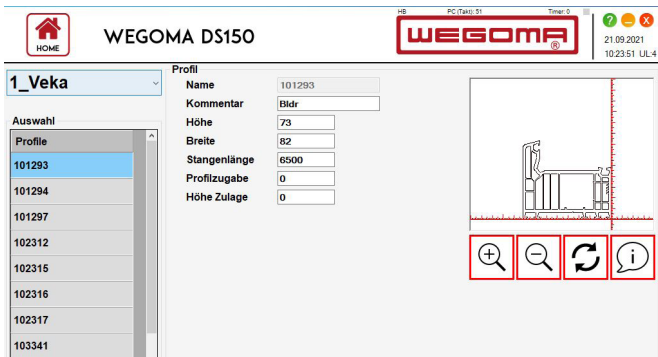 HB PC (Takt): 51 Timer: 0
HOME
WEGOMA DS150
WEGOMA®
21.09.2021
10:23:51 UL:4
1_Veka
Auswahl
Profile
101293
101294
101297
102312
102315
102316
102317
103341
Profil
Name 101293
Kommentar Bldr
Höhe 73
Breite 82
Stangenlänge 6500
Profilzugabe 0
Höhe Zulage 0